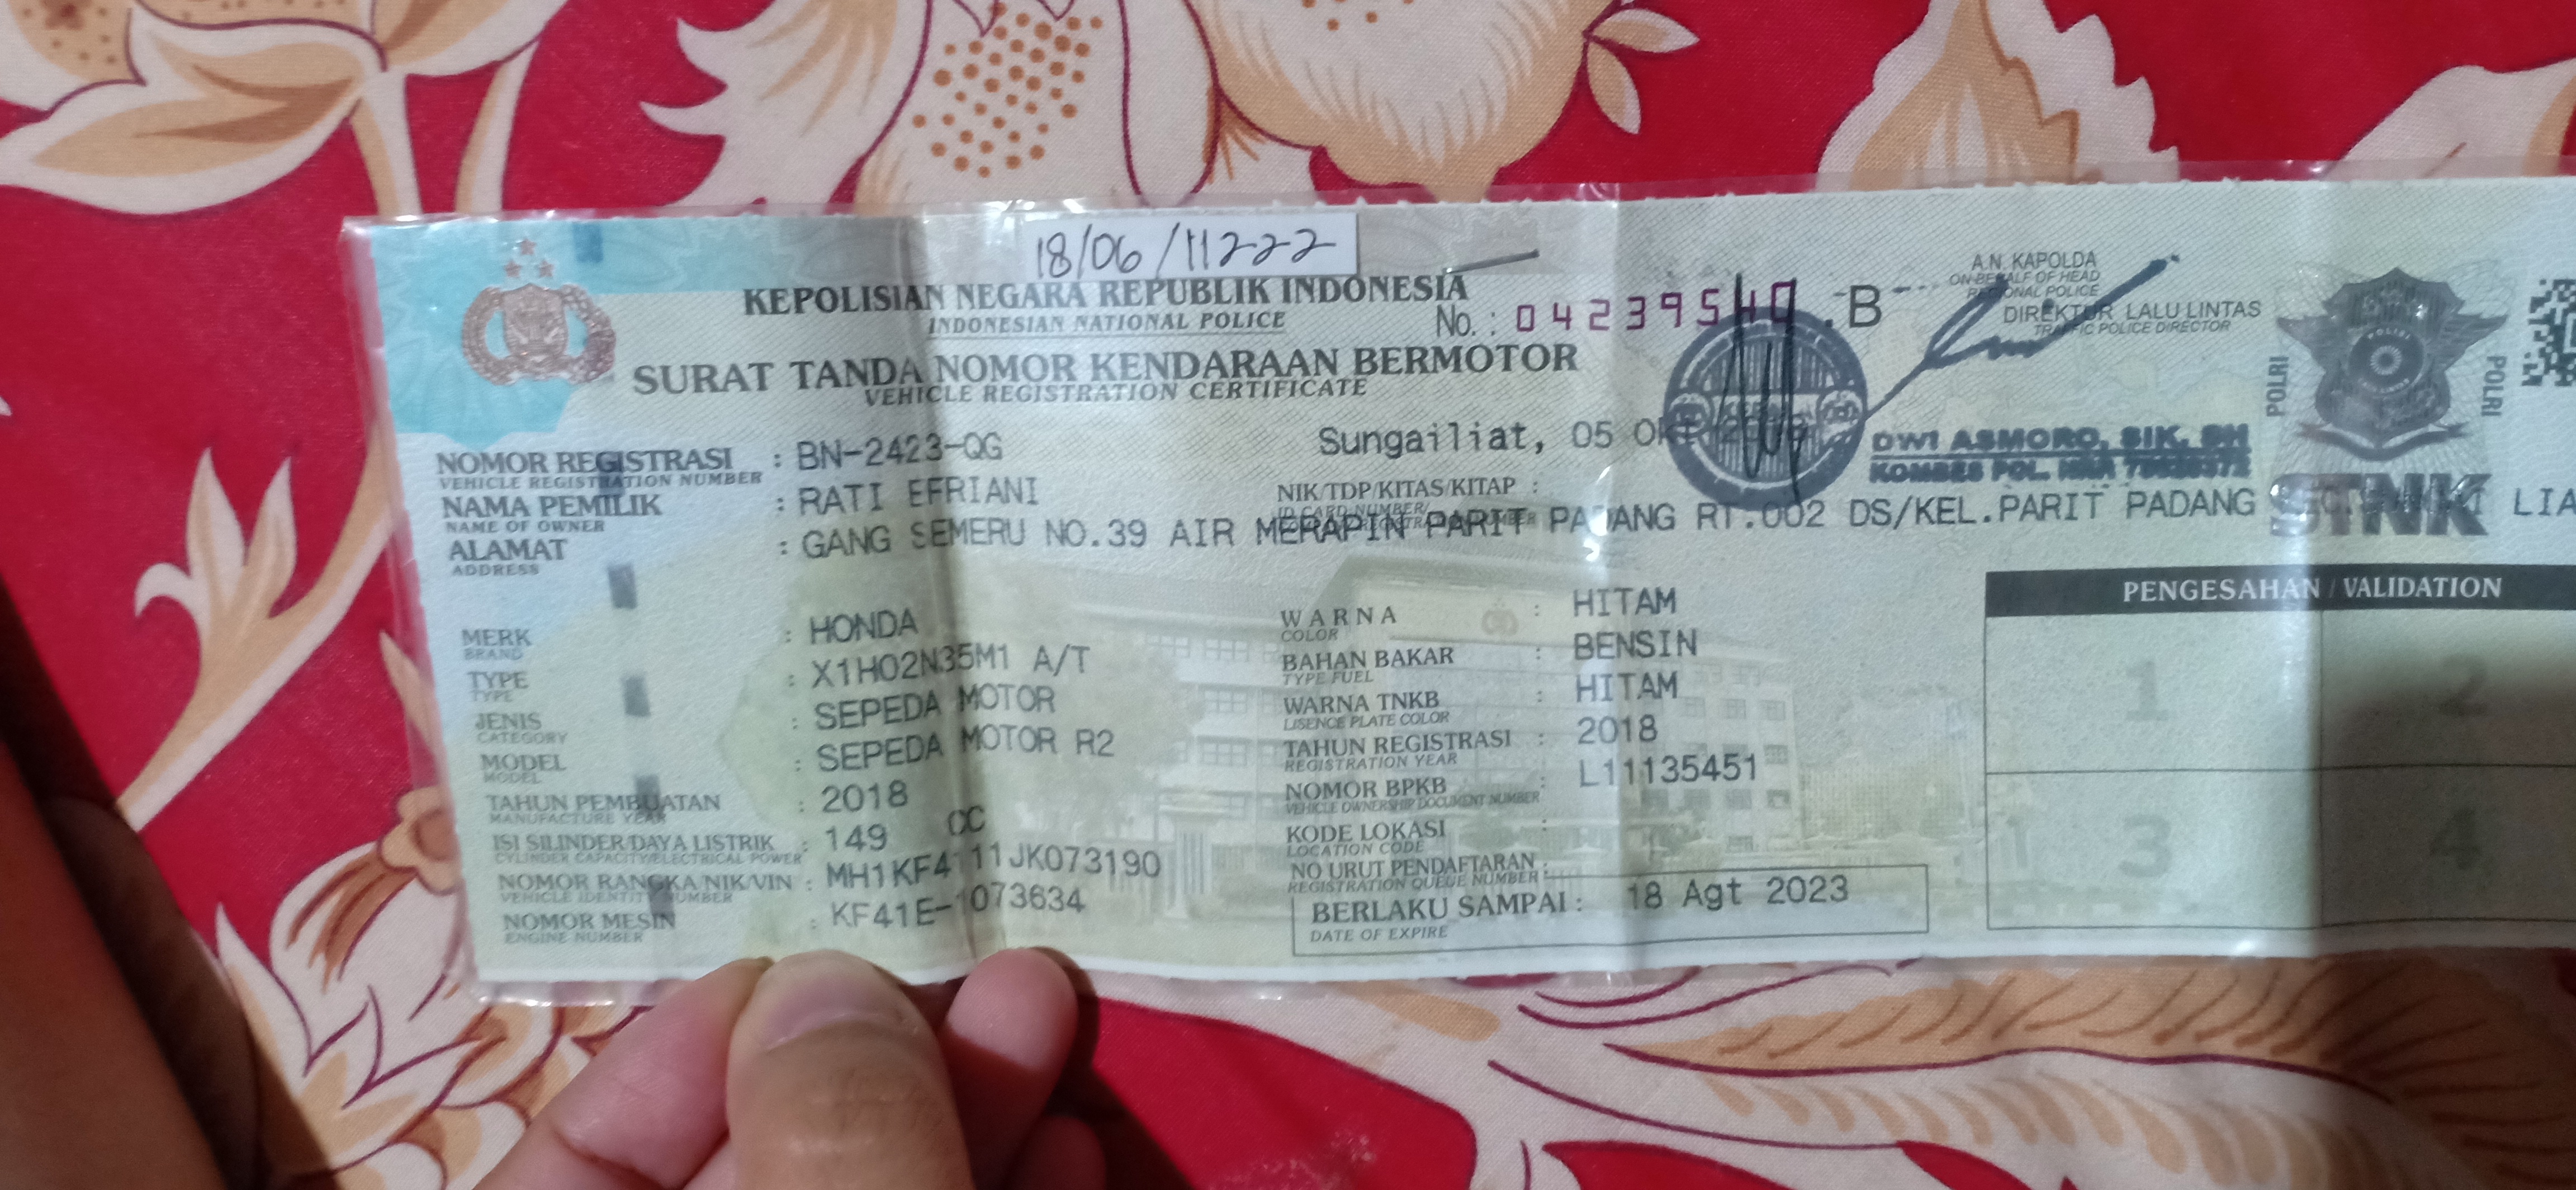 18/06/11222
KEPOLISIAN NEGARA REPUBLIK INDONESIA
INDONESIAN NATIONAL POLICE
No. : 042395 .B
SURAT TANDA NOMOR KENDARAAN BERMOTOR
VEHICLE REGISTRATION CERTIFICATE
A.N. KAPOLDA
ON BEHALF OF HEAD
REGIONAL POLICE
DIREKTUR LALU LINTAS
TRAFFIC POLICE DIRECTOR
POLRI
POLRI
STNK
Sungailiat, 05 OKT
DWI ASMORO, SIK, SH
KOMBES POL. NRP
NOMOR REGISTRASI : BN-2423-QG
VEHICLE REGISTRATION NUMBER
NAMA PEMILIK : RATI EFRIANI
NAME OF OWNER
NIK/TDP/KITAS/KITAP :
ALAMAT : GANG SEMERU NO.39 AIR MERAPIN PARIT PADANG RT.002 DS/KEL.PARIT PADANG LIA
ADDRESS
MERK : HONDA
BRAND
TYPE : X1H02N35M1 A/T
TYPE
JENIS : SEPEDA MOTOR
CATEGORY
MODEL : SEPEDA MOTOR R2
MODEL
TAHUN PEMBUATAN : 2018
MANUFACTURE YEAR
ISI SILINDER/DAYA LISTRIK : 149 CC
CYLINDER CAPACITY/ELECTRICAL POWER
NOMOR RANGKA/NIK/VIN : MH1KF4111JK073190
VEHICLE IDENTITY NUMBER
NOMOR MESIN : KF41E-1073634
ENGINE NUMBER
WARNA : HITAM
COLOR
BAHAN BAKAR : BENSIN
TYPE FUEL
WARNA TNKB : HITAM
LISENCE PLATE COLOR
TAHUN REGISTRASI : 2018
REGISTRATION YEAR
NOMOR BPKB : L11135451
VEHICLE OWNERSHIP DOCUMENT NUMBER
KODE LOKASI :
LOCATION CODE
NO URUT PENDAFTARAN :
REGISTRATION QUEUE NUMBER
BERLAKU SAMPAI : 18 Agt 2023
DATE OF EXPIRE
PENGESAHAN / VALIDATION
1 2
3 4